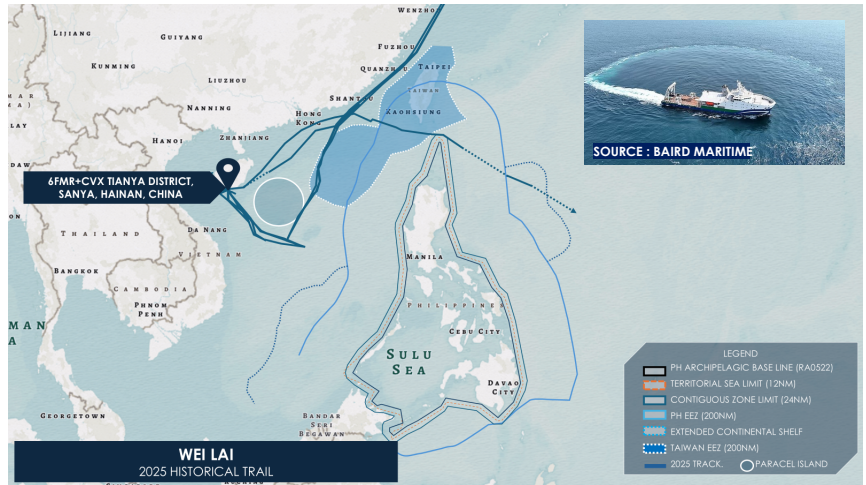 WENZHOU
LIJIANG
GUIYANG
FUZHOU
KUNMING
QUANZHOU
TAIPEI
LIUZHOU
TAIWAN
SHANTOU
NANNING
HONG
KONG
KAOHSIUNG
ZHANJIANG
HANOI
SOURCE : BAIRD MARITIME
6FMR+CVX TIANYA DISTRICT,
SANYA, HAINAN, CHINA
THAILAND
DA NANG
VIETNAM
MANILA
BANGKOK
CAMBODIA
PHNOM
PENH
PHILIPPINES
CEBU CITY
SULU
SEA
DAVAO
CITY
GEORGETOWN
BANDAR
SERI
BEGAWAN
LEGEND
PH ARCHIPELAGIC BASE LINE (RA0522)
TERRITORIAL SEA LIMIT (12NM)
CONTIGUOUS ZONE LIMIT (24NM)
PH EEZ (200NM)
EXTENDED CONTINENTAL SHELF
TAIWAN EEZ (200NM)
2025 TRACK.
PARACEL ISLAND
WEI LAI
2025 HISTORICAL TRAIL